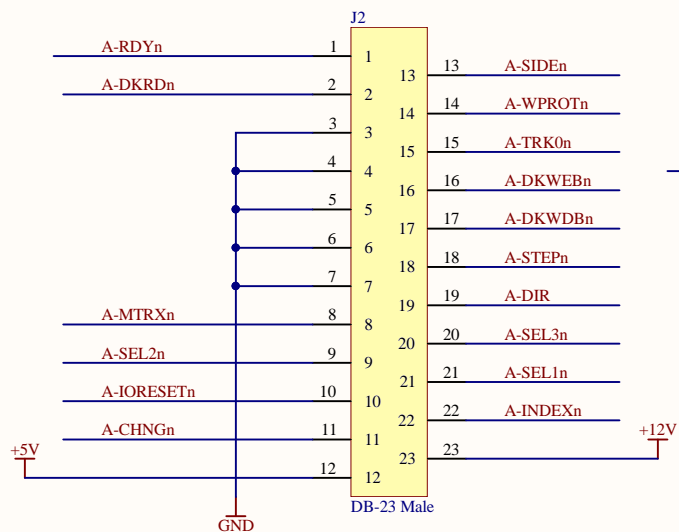 J2
A-RDYn 1 1
A-DKRDn 2 2
3 3
4 4
5 5
6 6
7 7
A-MTRXn 8 8
A-SEL2n 9 9
A-IORESETn 10 10
A-CHNGn 11 11
+5V 12 12
GND
13 13 A-SIDEn
14 14 A-WPROTn
15 15 A-TRK0n
16 16 A-DKWEBn
17 17 A-DKWDBn
18 18 A-STEPn
19 19 A-DIR
20 20 A-SEL3n
21 21 A-SEL1n
22 22 A-INDEXn
23 23 +12V
DB-23 Male